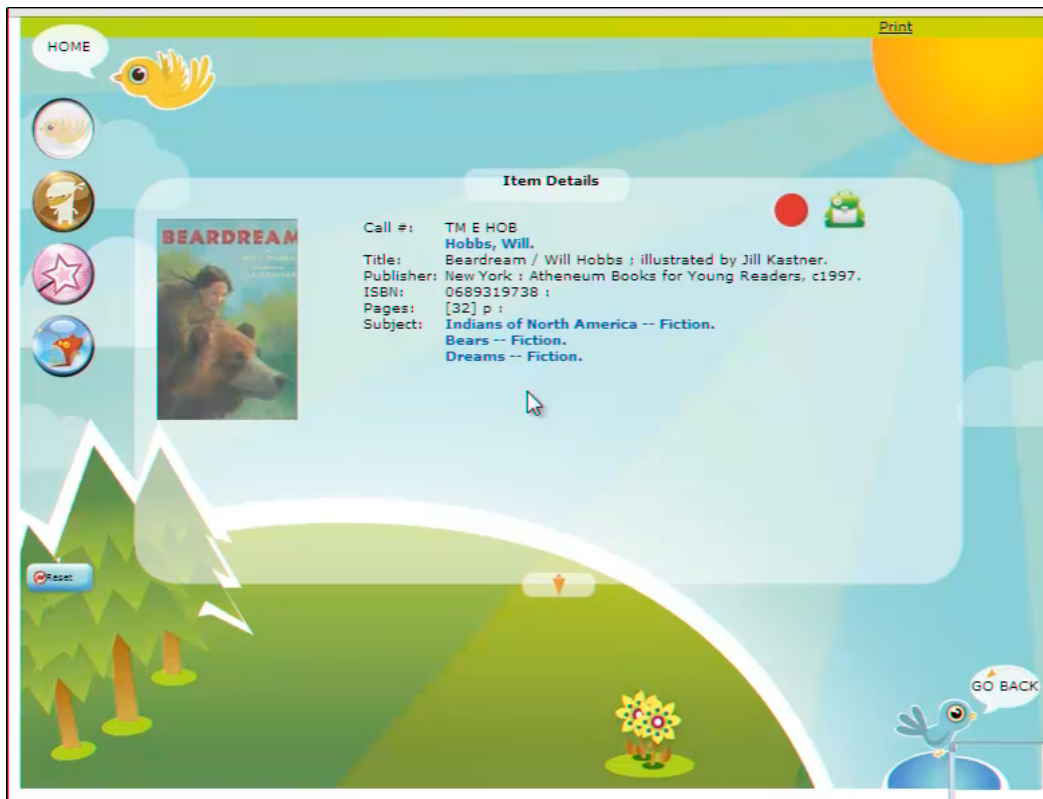 Print
HOME
Item Details
Call #: TM E HOB
Hobbs, Will.
Title: Beardream / Will Hobbs ; illustrated by Jill Kastner.
Publisher: New York : Atheneum Books for Young Readers, c1997.
ISBN: 0689319738 :
Pages: [32] p :
Subject: Indians of North America -- Fiction.
Bears -- Fiction.
Dreams -- Fiction.
BEARDREAM
WILL HOBBS
Reset
GO BACK